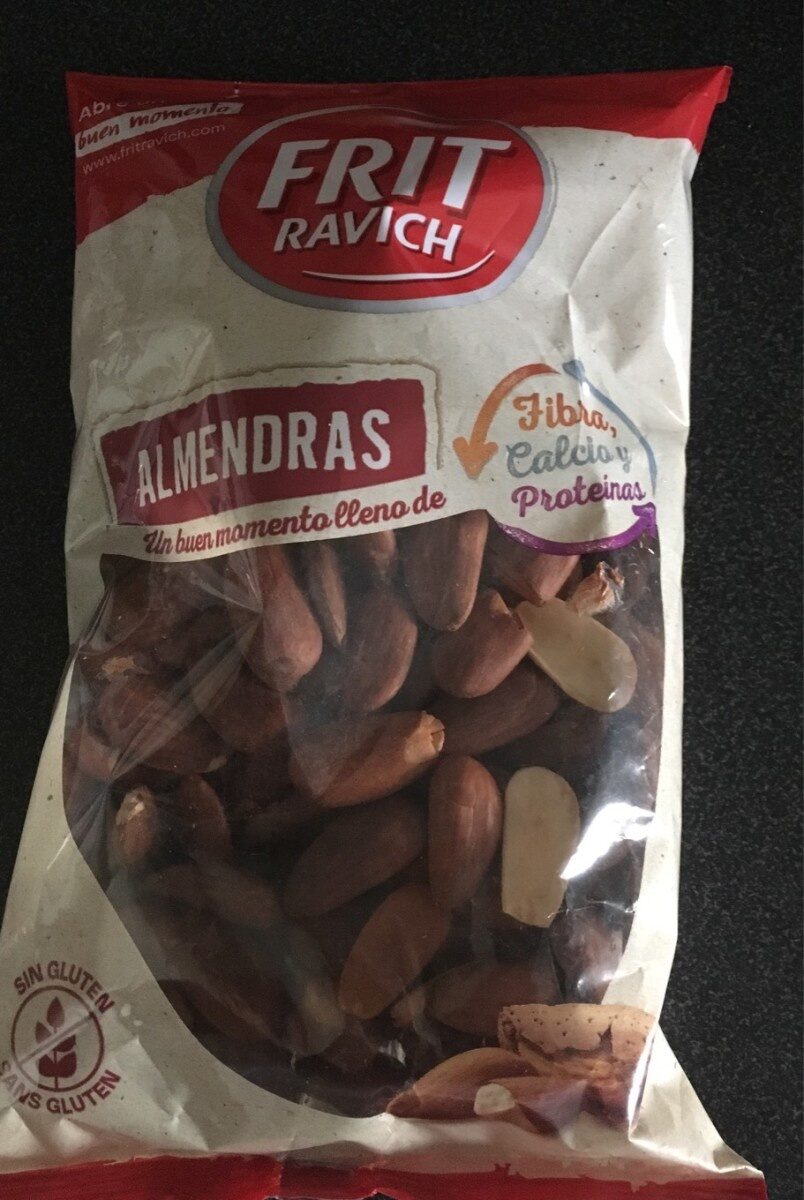 Abre
buen momento
www.fritravich.com
FRIT
RAVICH
ALMENDRAS
Un buen momento lleno de
Fibra,
Calcio y
Proteínas
SIN GLUTEN
SANS GLUTEN